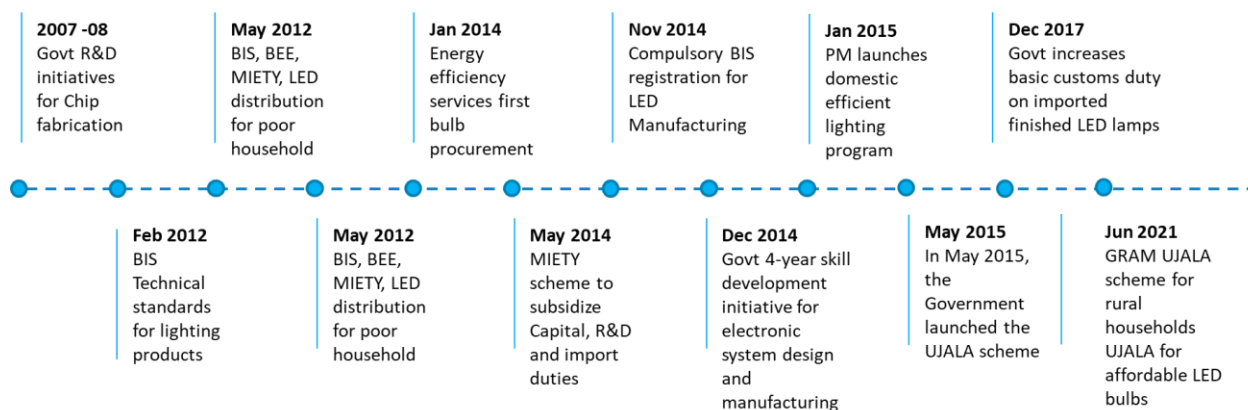 2007 -08
Govt R&D
initiatives
for Chip
fabrication
May 2012
BIS, BEE,
MIETY, LED
distribution
for poor
household
Jan 2014
Energy
efficiency
services first
bulb
procurement
Nov 2014
Compulsory BIS
registration for
LED
Manufacturing
Jan 2015
PM launches
domestic
efficient
lighting
program
Dec 2017
Govt increases
basic customs duty
on imported
finished LED lamps
Feb 2012
BIS
Technical
standards
for lighting
products
May 2012
BIS, BEE,
MIETY, LED
distribution
for poor
household
May 2014
MIETY
scheme to
subsidize
Capital, R&D
and import
duties
Dec 2014
Govt 4-year skill
development
initiative for
electronic
system design
and
manufacturing
May 2015
In May 2015,
the
Government
launched the
UJALA scheme
Jun 2021
GRAM UJALA
scheme for
rural
households
UJALA for
affordable LED
bulbs